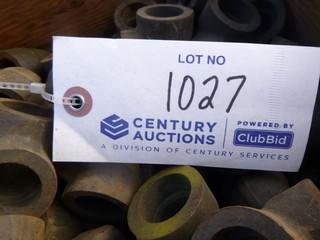 LOT NO
1027
CENTURY
AUCTIONS
POWERED BY
ClubBid
A DIVISION OF CENTURY SERVICES